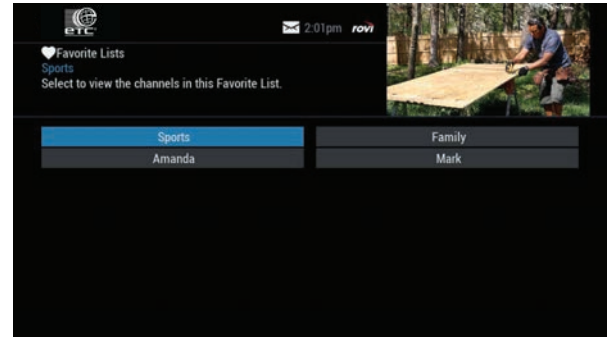 etc
2:01pm rovi
Favorite Lists
Sports
Select to view the channels in this Favorite List.
Sports Family
Amanda Mark